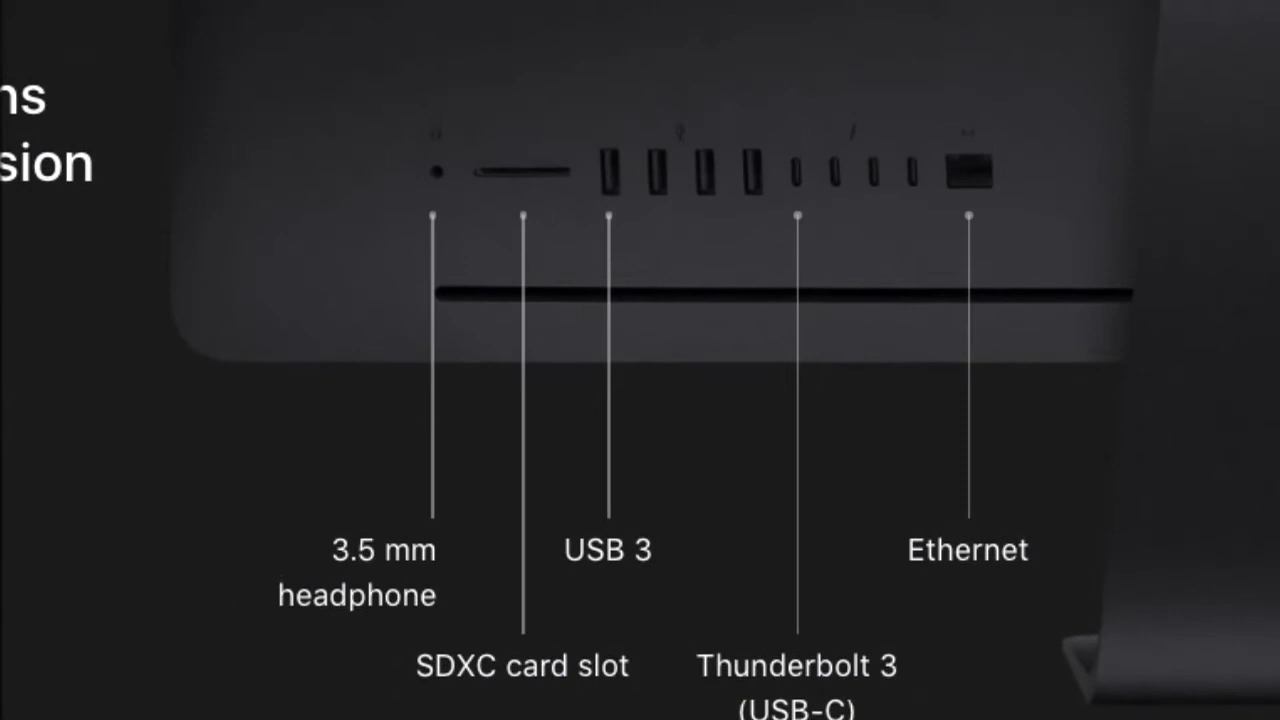 ns
sion
3.5 mm
headphone
USB 3
Ethernet
SDXC card slot
Thunderbolt 3
(USB-C)